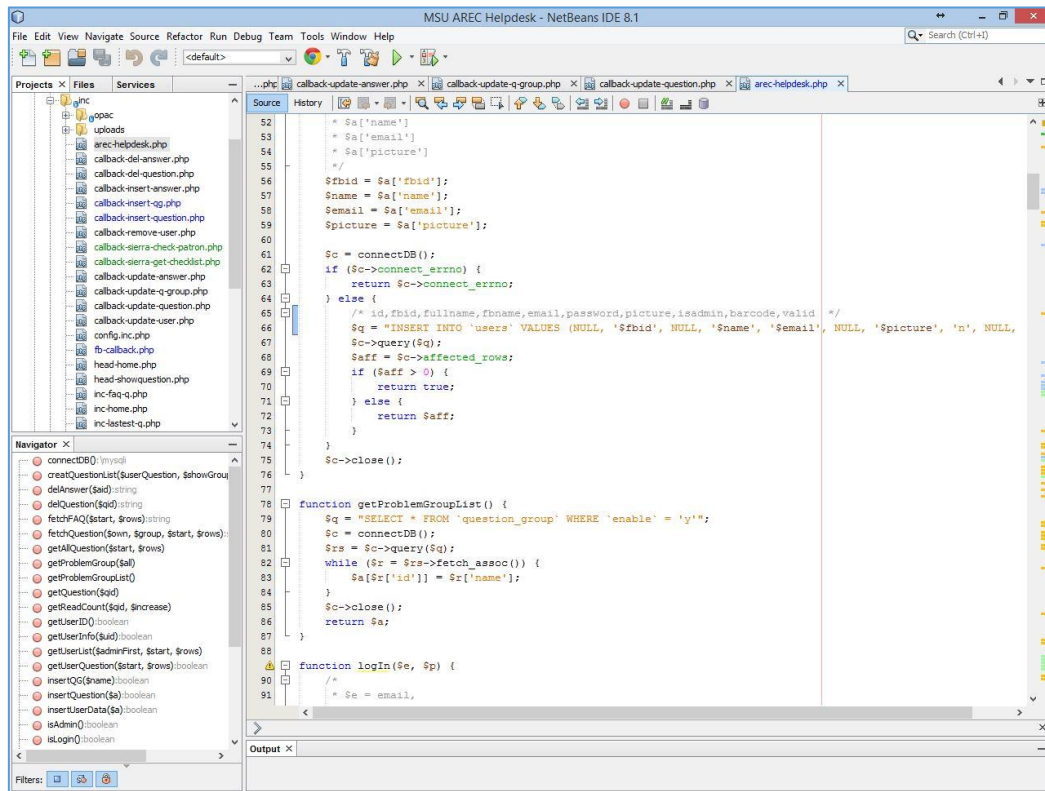 MSU AREC Helpdesk - NetBeans IDE 8.1
File Edit View Navigate Source Refactor Run Debug Team Tools Window Help
Search (Ctrl+I)
<default>
Projects Files Services
inc
opac
uploads
arec-helpdesk.php
callback-del-answer.php
callback-del-question.php
callback-insert-answer.php
callback-insert-qg.php
callback-insert-question.php
callback-remove-user.php
callback-sierra-check-patron.php
callback-sierra-get-checklist.php
callback-update-answer.php
callback-update-q-group.php
callback-update-question.php
callback-update-user.php
config.inc.php
fb-callback.php
head-home.php
head-showquestion.php
inc-faq-q.php
inc-home.php
inc-lastest-q.php
Navigator
connectDB():\mysqli
creatQuestionList($userQuestion, $showGrou
delAnswer($aid):string
delQuestion($qid):string
fetchFAQ($start, $rows):string
fetchQuestion($own, $group, $start, $rows):
getAllQuestion($start, $rows)
getProblemGroup($all)
getProblemGroupList()
getQuestion($qid)
getReadCount($qid, $increase)
getUserID():boolean
getUserInfo($uid):boolean
getUserList($adminFirst, $start, $rows)
getUserQuestion($start, $rows):boolean
insertQG($name):boolean
insertQuestion($a):boolean
insertUserData($a):boolean
isAdmin():boolean
isLogin():boolean
Filters:
...php callback-update-answer.php callback-update-q-group.php callback-update-question.php arec-helpdesk.php
Source History
52 * $a['name']
53 * $a['email']
54 * $a['picture']
55 */
56 $fbid = $a['fbid'];
57 $name = $a['name'];
58 $email = $a['email'];
59 $picture = $a['picture'];
60
61 $c = connectDB();
62 if ($c->connect_errno) {
63 return $c->connect_errno;
64 } else {
65 /* id,fbid,fullname,fbname,email,password,picture,isadmin,barcode,valid */
66 $q = "INSERT INTO `users` VALUES (NULL, '$fbid', NULL, '$name', '$email', NULL, '$picture', 'n', NULL,
67 $c->query($q);
68 $aff = $c->affected_rows;
69 if ($aff > 0) {
70 return true;
71 } else {
72 return $aff;
73 }
74 }
75 $c->close();
76 }
77
78 function getProblemGroupList() {
79 $q = "SELECT * FROM `question_group` WHERE `enable` = 'y'";
80 $c = connectDB();
81 $rs = $c->query($q);
82 while ($r = $rs->fetch_assoc()) {
83 $a[$r['id']] = $r['name'];
84 }
85 $c->close();
86 return $a;
87 }
88
function logIn($e, $p) {
90 /*
91 * $e = email,
Output